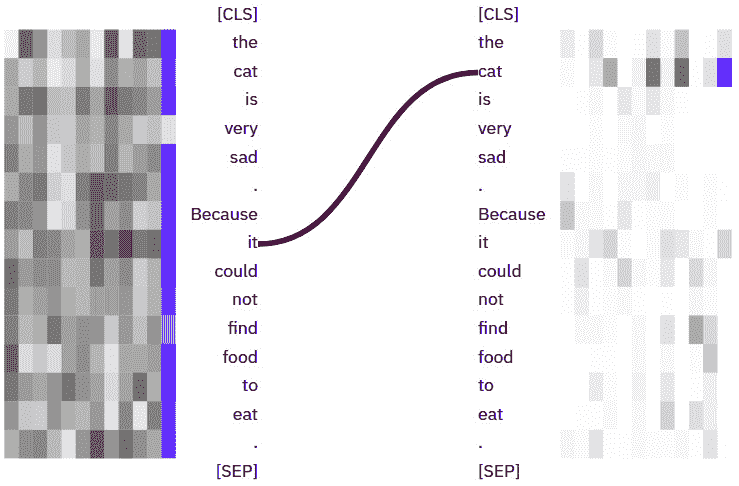 [CLS] [CLS]
the the
cat cat
is is
very very
sad sad
. .
Because Because
it it
could could
not not
find find
food food
to to
eat eat
. .
[SEP] [SEP]